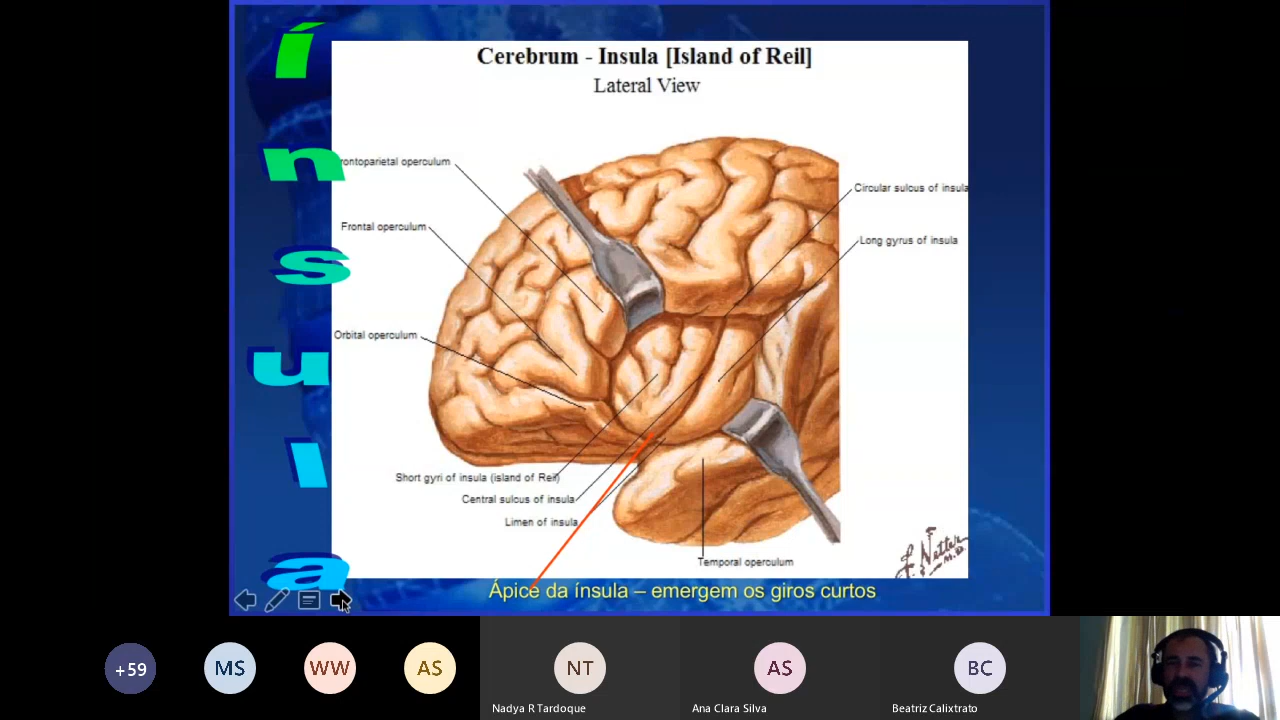 Ínsula
Cerebrum - Insula [Island of Reil]
Lateral View
rontoparietal operculum
Frontal operculum
Orbital operculum
Circular sulcus of insula
Long gyrus of insula
Short gyri of insula (island of Reil)
Central sulcus of insula
Limen of insula
Temporal operculum
F. Netter
M.D.
Ápice da ínsula – emergem os giros curtos
+59
MS
WW
AS
NT
AS
BC
Nadya R Tardoque
Ana Clara Silva
Beatriz Calixtrato